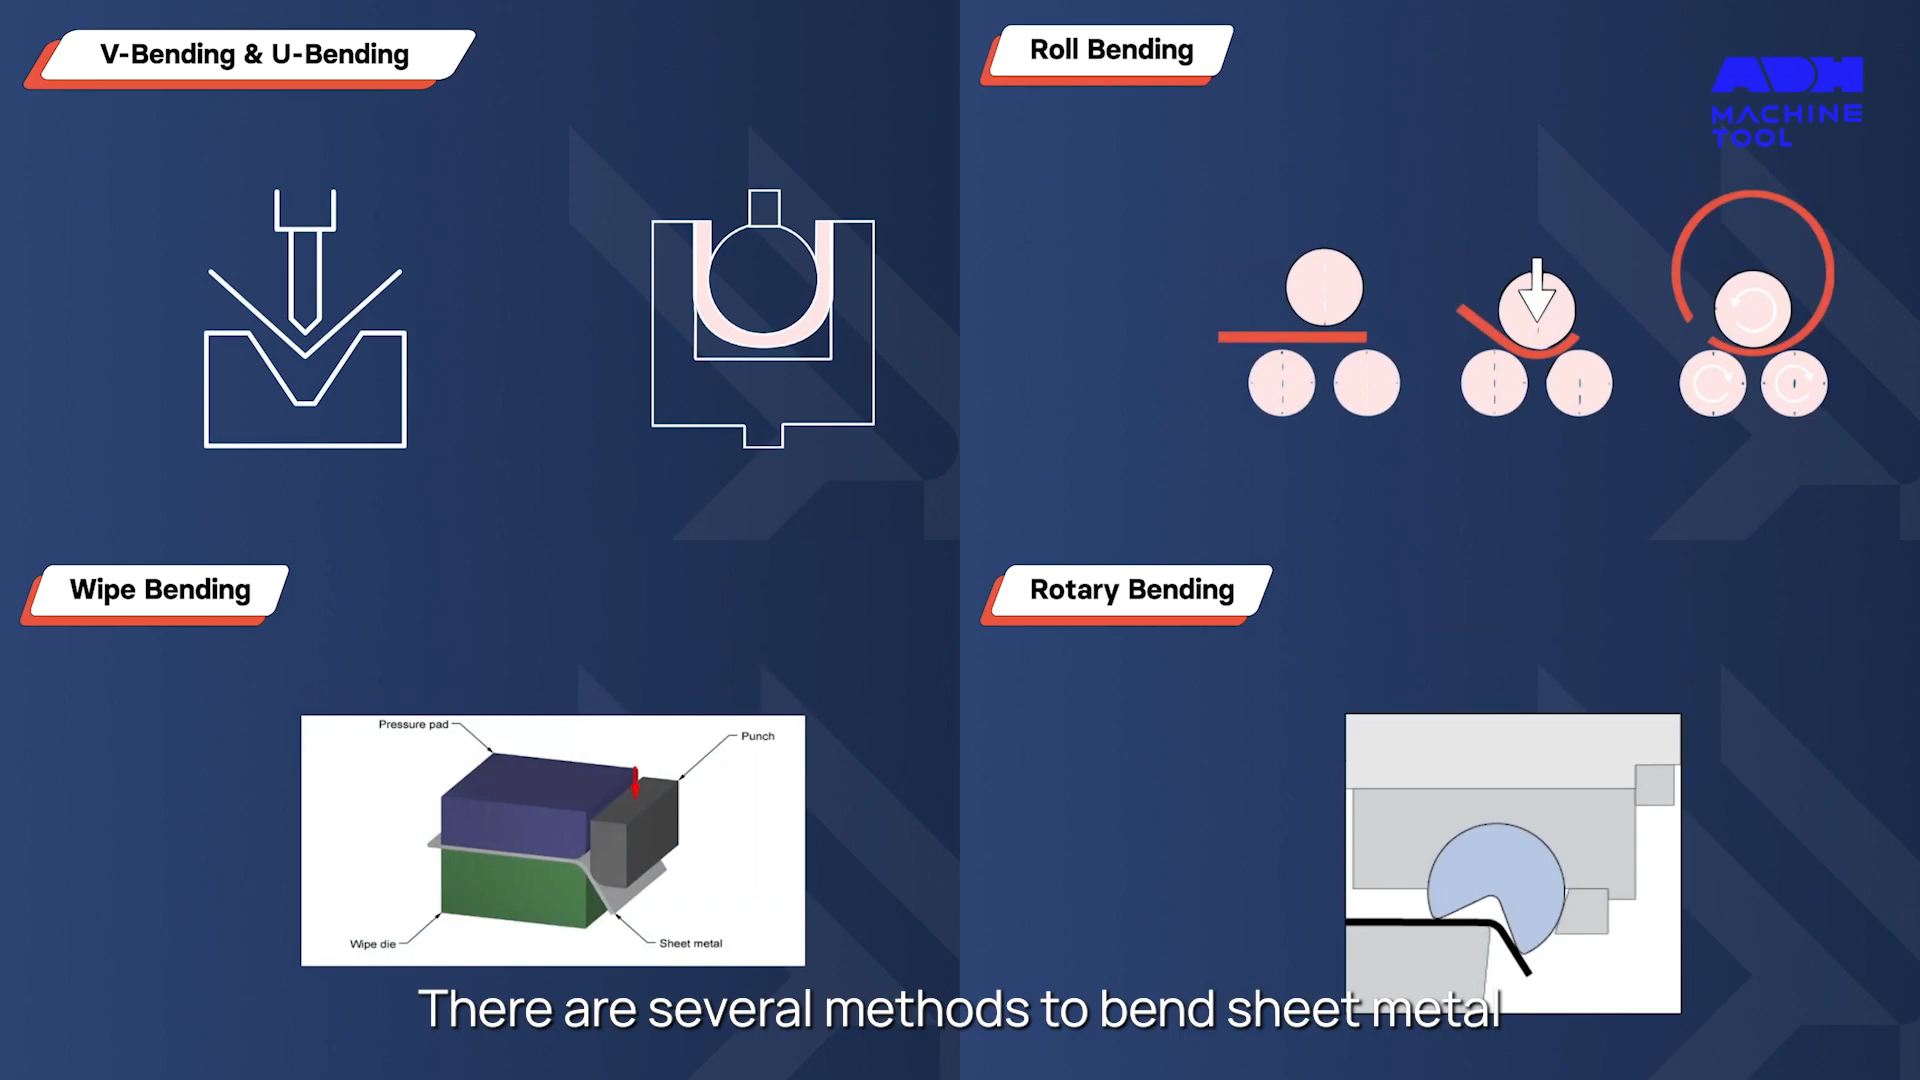 V-Bending & U-Bending
Roll Bending
ADH
MACHINE
TOOL
Wipe Bending
Rotary Bending
Pressure pad
Punch
Wipe die
Sheet metal
There are several methods to bend sheet metal